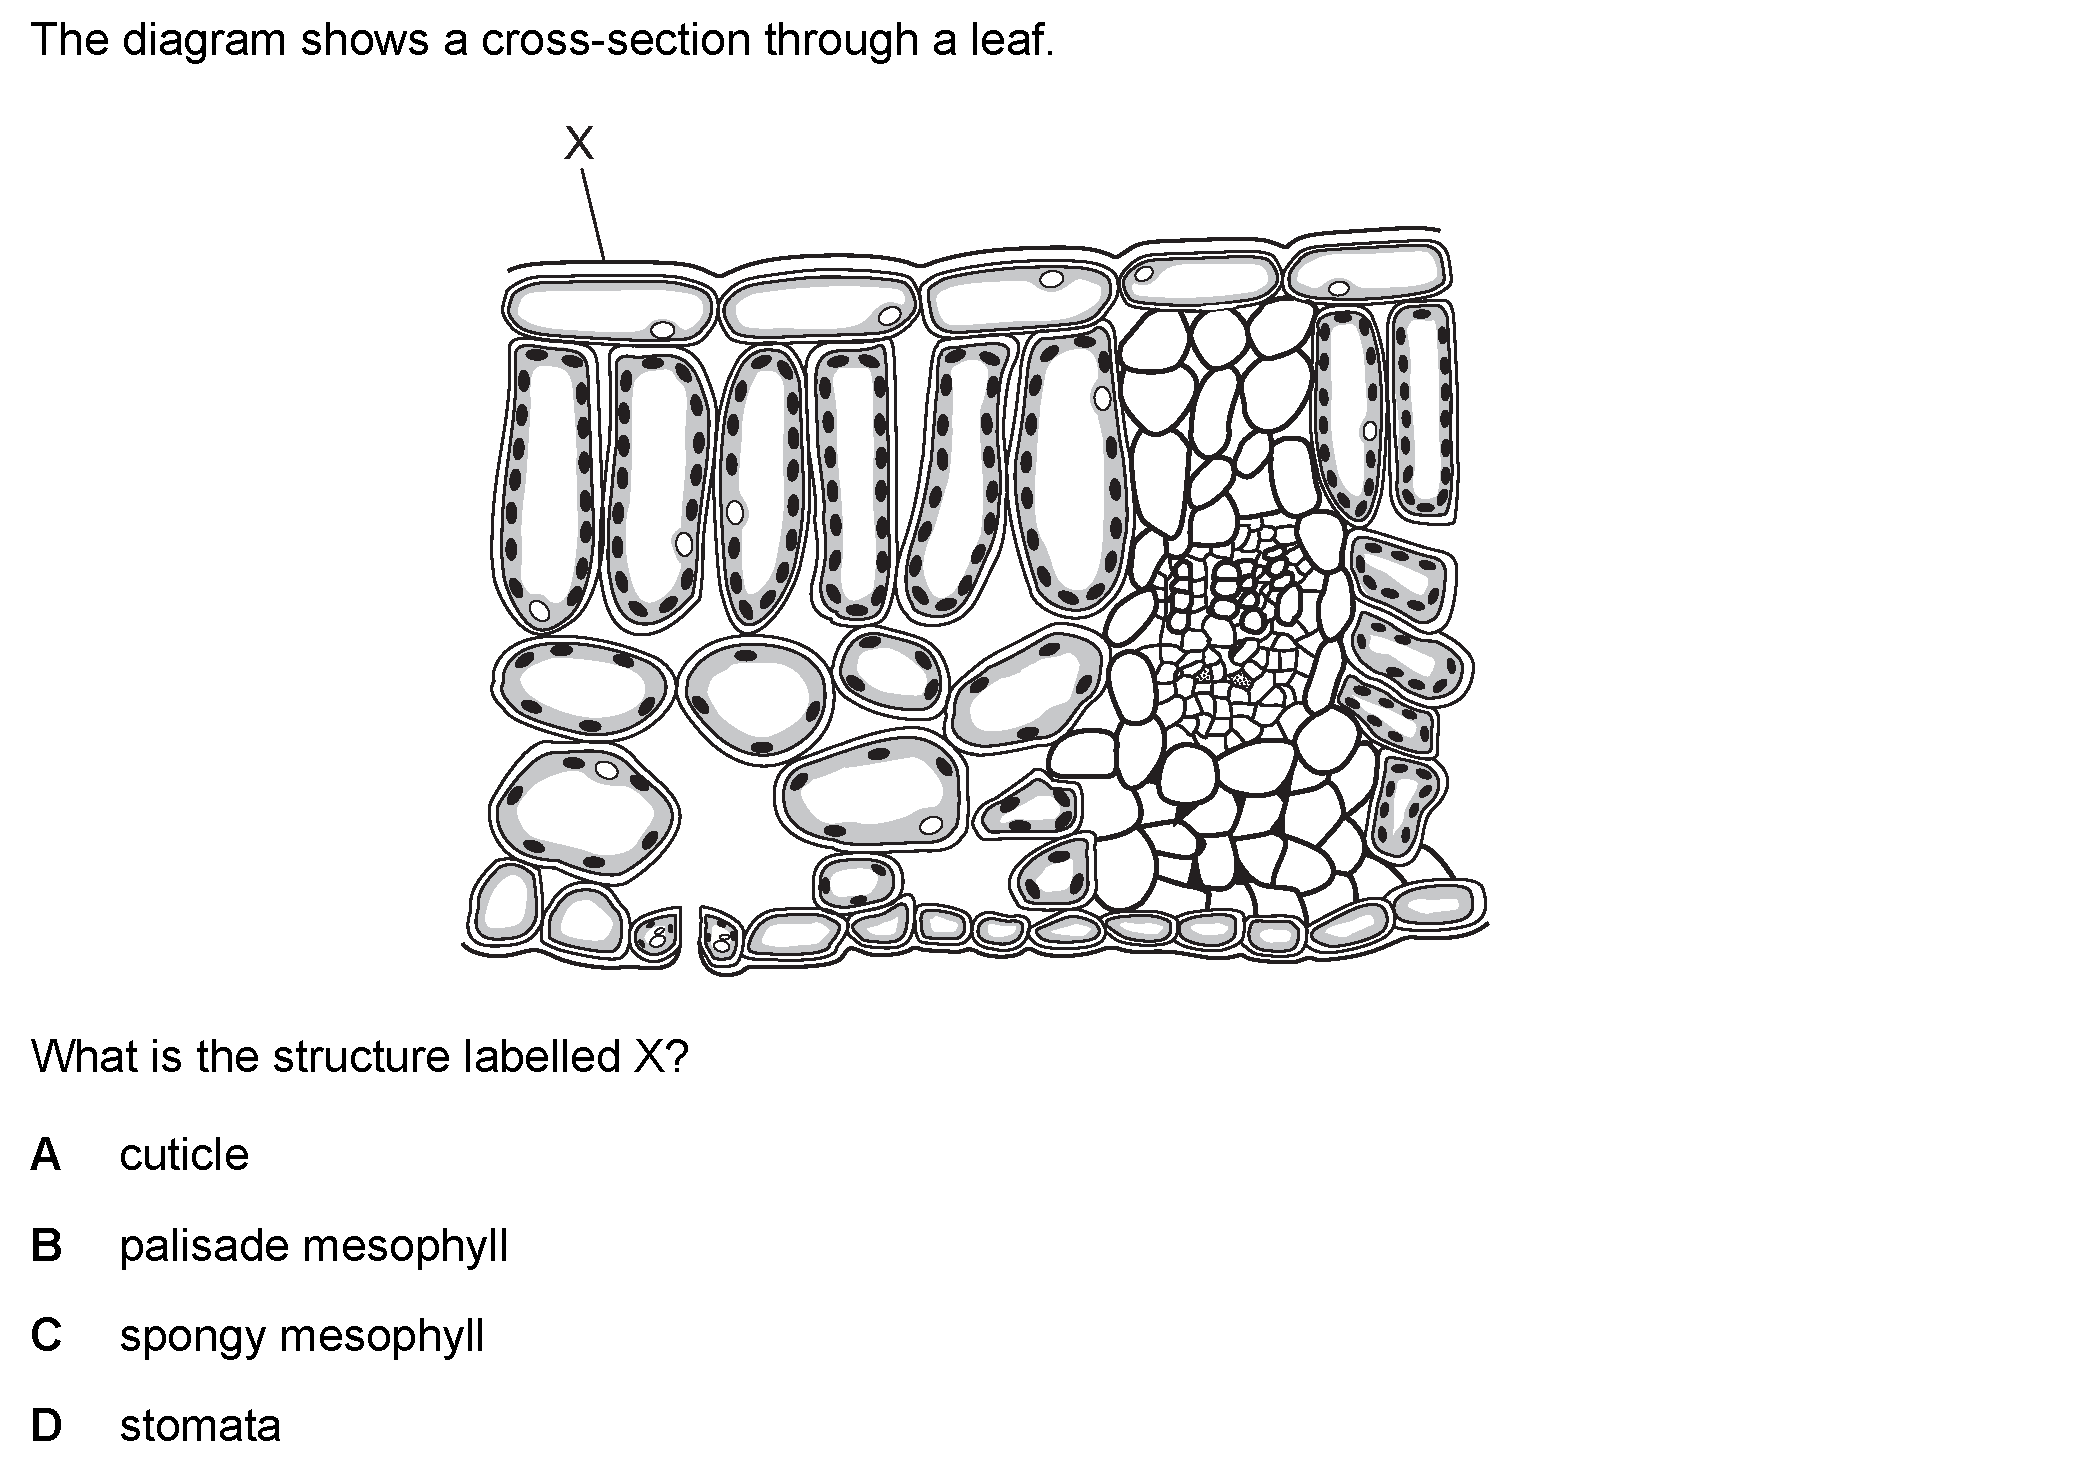 The diagram shows a cross-section through a leaf.
X
What is the structure labelled X?
A cuticle
B palisade mesophyll
C spongy mesophyll
D stomata